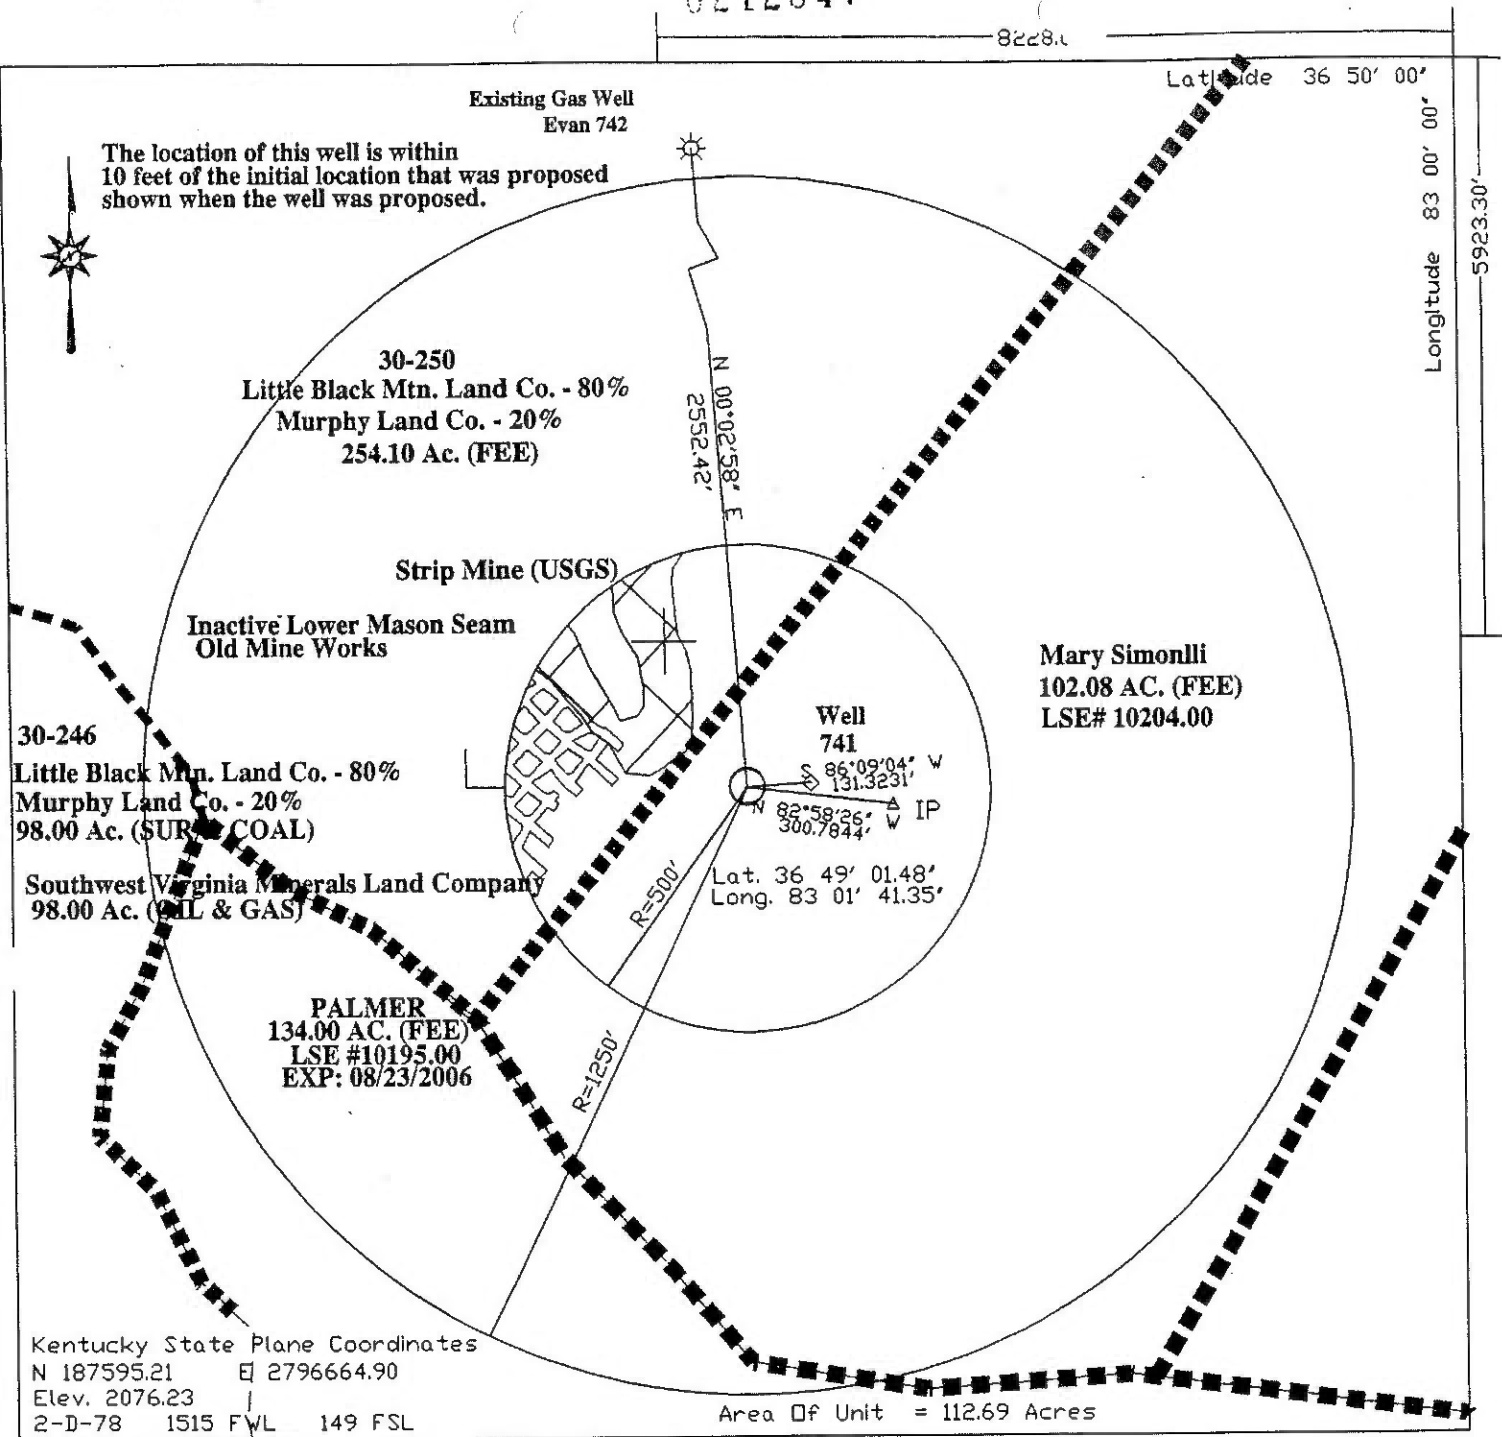 Latitude 36 50' 00"
Longitude 83 00' 00"
5923.30'
Existing Gas Well
Evan 742
The location of this well is within
10 feet of the initial location that was proposed
shown when the well was proposed.
N 00°02'58" E
2552.42'
30-250
Little Black Mtn. Land Co. - 80%
Murphy Land Co. - 20%
254.10 Ac. (FEE)
Strip Mine (USGS)
Inactive Lower Mason Seam
Old Mine Works
Mary Simonlli
102.08 AC. (FEE)
LSE# 10204.00
Well
741
S 86°09'04" W
131.3231'
IP
N 82°58'26" W
300.7844'
Lat. 36 49' 01.48"
Long. 83 01' 41.35"
30-246
Little Black Mtn. Land Co. - 80%
Murphy Land Co. - 20%
98.00 Ac. (SUR & COAL)
Southwest Virginia Minerals Land Company
98.00 Ac. (OIL & GAS)
R=500'
R=1250'
PALMER
134.00 AC. (FEE)
LSE #10195.00
EXP: 08/23/2006
Kentucky State Plane Coordinates
N 187595.21 E 2796664.90
Elev. 2076.23
2-D-78 1515 FWL 149 FSL
Area Of Unit = 112.69 Acres